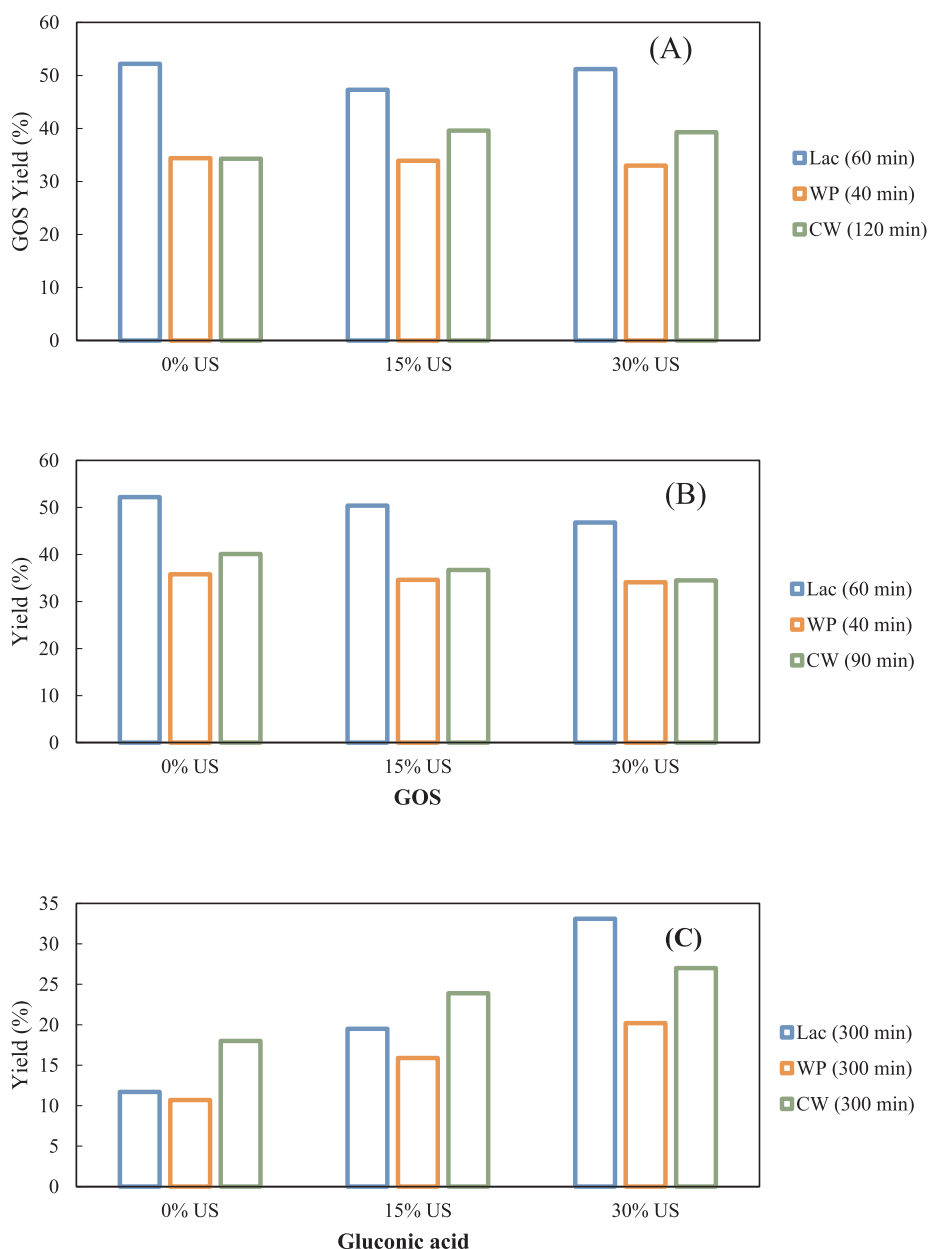 (A)
GOS Yield (%)
60
50
40
30
20
10
0
0% US 15% US 30% US
Lac (60 min)
WP (40 min)
CW (120 min)
(B)
Yield (%)
60
50
40
30
20
10
0
0% US 15% US 30% US
GOS
Lac (60 min)
WP (40 min)
CW (90 min)
(C)
Yield (%)
35
30
25
20
15
10
5
0
0% US 15% US 30% US
Gluconic acid
Lac (300 min)
WP (300 min)
CW (300 min)